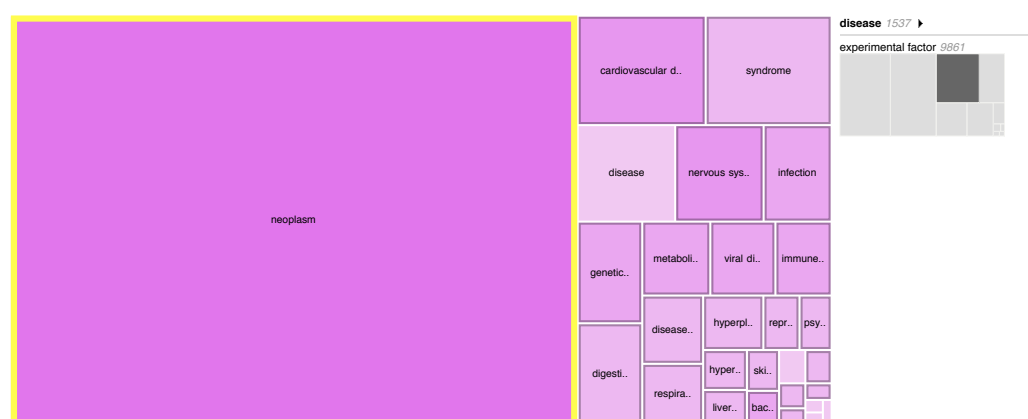 disease 1537
experimental factor 9861
cardiovascular d..
syndrome
disease
nervous sys..
infection
neoplasm
genetic..
metaboli..
viral di..
immune..
disease..
hyperpl..
repr..
psy..
digesti..
hyper..
ski..
respira..
liver..
bac..